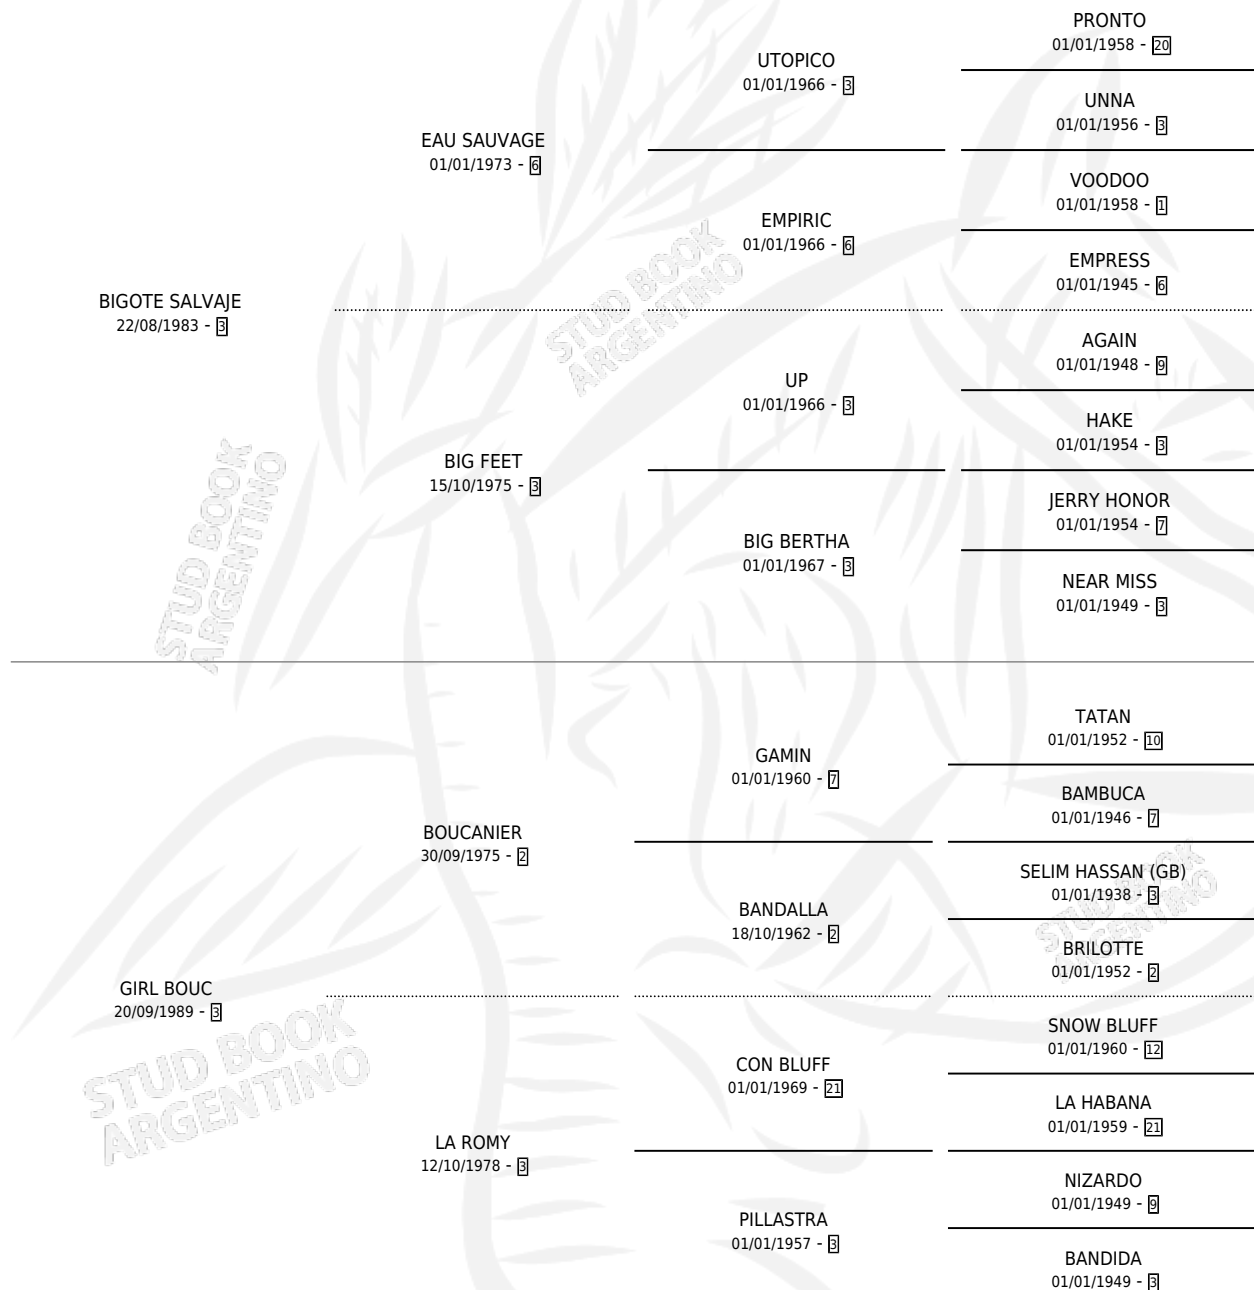 PRONTO
01/01/1958 - 20
UTOPICO
01/01/1966 - 3
UNNA
01/01/1956 - 3
EAU SAUVAGE
01/01/1973 - 6
VOODOO
01/01/1958 - 1
EMPIRIC
01/01/1966 - 6
EMPRESS
01/01/1945 - 6
BIGOTE SALVAJE
22/08/1983 - 3
AGAIN
01/01/1948 - 9
UP
01/01/1966 - 3
HAKE
01/01/1954 - 3
BIG FEET
15/10/1975 - 3
JERRY HONOR
01/01/1954 - 7
BIG BERTHA
01/01/1967 - 3
NEAR MISS
01/01/1949 - 3
TATAN
01/01/1952 - 10
GAMIN
01/01/1960 - 7
BAMBUCA
01/01/1946 - 7
BOUCANIER
30/09/1975 - 2
SELIM HASSAN (GB)
01/01/1938 - 3
BANDALLA
18/10/1962 - 2
BRILOTTE
01/01/1952 - 2
GIRL BOUC
20/09/1989 - 3
SNOW BLUFF
01/01/1960 - 12
CON BLUFF
01/01/1969 - 21
LA HABANA
01/01/1959 - 21
LA ROMY
12/10/1978 - 3
NIZARDO
01/01/1949 - 9
PILLASTRA
01/01/1957 - 3
BANDIDA
01/01/1949 - 3
STUD BOOK
ARGENTINO
STUD BOOK
ARGENTINO
STUD BOOK
ARGENTINO
STUD BOOK
ARGENTINO